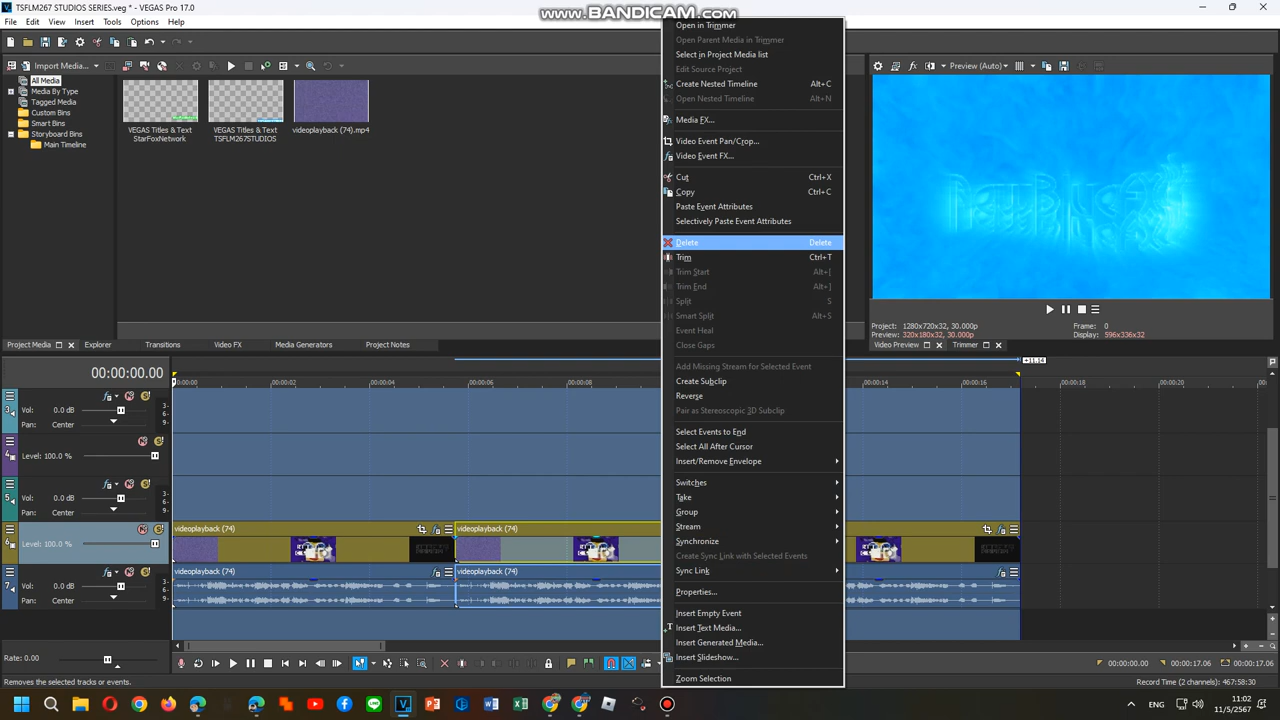 TSFLM267 STUDIOS SERIES.veg * - VEGAS Pro 17.0
www.BANDICAM.com
File Edit View Insert Tools Options Help
Import Media...
All Media
Media By Type
Tagged Media
Custom Bins
Smart Bins
Storyboard Bins
Main Timeline
VEGAS Titles & Text
StarFoxNetwork
VEGAS Titles & Text
TSFLM267STUDIOS
videoplayback (74).mp4
Open in Trimmer
Open Parent Media in Trimmer
Select in Project Media list
Edit Source Project
Create Nested Timeline Alt+C
Open Nested Timeline Alt+N
Media FX...
Video Event Pan/Crop...
Video Event FX...
Cut Ctrl+X
Copy Ctrl+C
Paste Event Attributes
Selectively Paste Event Attributes
Delete Delete
Trim Ctrl+T
Trim Start Alt+[
Trim End Alt+]
Split S
Smart Split Alt+S
Event Heal
Close Gaps
Add Missing Stream for Selected Event
Create Subclip
Reverse
Pair as Stereoscopic 3D Subclip
Select Events to End
Select All After Cursor
Insert/Remove Envelope
Switches
Take
Group
Stream
Synchronize
Create Sync Link with Selected Events
Sync Link
Properties...
Insert Empty Event
Insert Text Media...
Insert Generated Media...
Insert Slideshow...
Zoom Selection
Preview (Auto)
Project: 1280x720x32, 30.000p
Preview: 320x180x32, 30.000p
Frame: 0
Display: 596x336x32
Video Preview Trimmer
Project Media Explorer Transitions Video FX Media Generators Project Notes
00:00:00.00
+11.14
00:00:00 00:00:02 00:00:04 00:00:06 00:00:08 00:00:14 00:00:16 00:00:18 00:00:20
3 Vol: 0.0 dB
Pan: Center
4 Level: 100.0 %
5 Vol: 0.0 dB
Pan: Center
6 Level: 100.0 %
7 Vol: 0.0 dB
Pan: Center
videoplayback (74) videoplayback (74)
videoplayback (74) videoplayback (74)
Rate: 0.00
00:00:00.00 00:00:17.06 00:00:17.06
Removes the selected media, tracks, or events
Record Time (2 channels): 467:58:30
11:02
11/5/2567